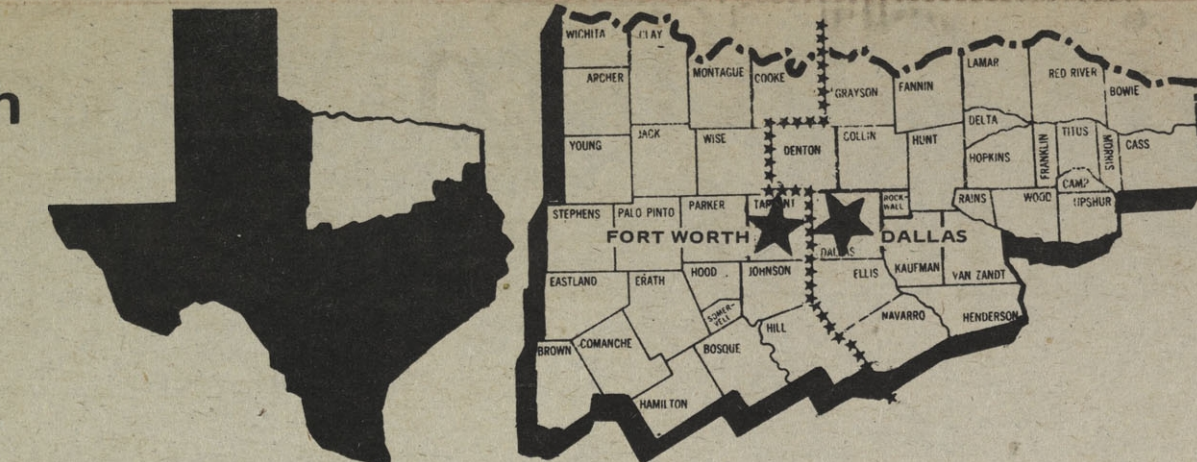 n
WICHITA
CLAY
MONTAGUE
COOKE
GRAYSON
FANNIN
LAMAR
RED RIVER
BOWIE
ARCHER
DELTA
YOUNG
JACK
WISE
DENTON
COLLIN
HUNT
HOPKINS
FRANKLIN
TITUS
MORRIS
CASS
CAMP
STEPHENS
PALO PINTO
PARKER
TARRANT
ROCK-
WALL
RAINS
WOOD
UPSHUR
FORT WORTH
DALLAS
DALLAS
EASTLAND
ERATH
HOOD
JOHNSON
ELLIS
KAUFMAN
VAN ZANDT
SOMER-
VELL
HILL
NAVARRO
HENDERSON
BROWN
COMANCHE
BOSQUE
HAMILTON